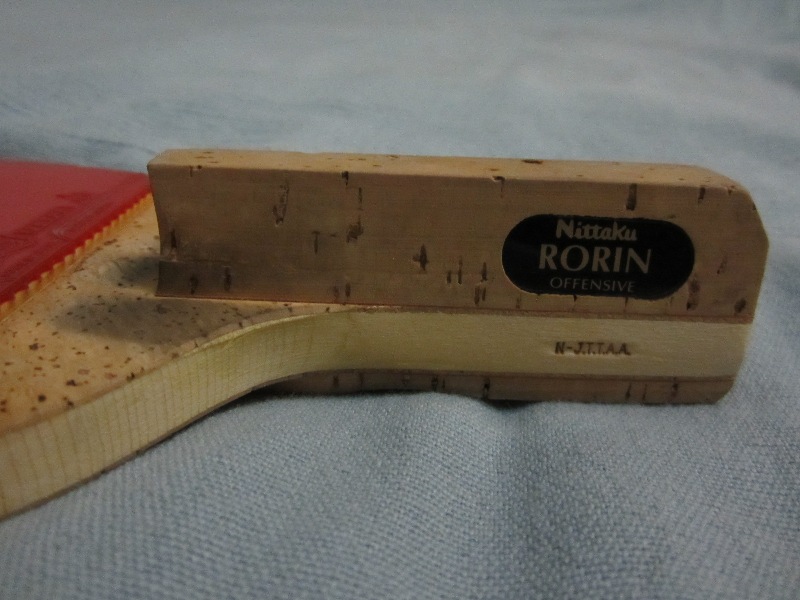 Nittaku
RORIN
OFFENSIVE
N-J.T.T.A.A.